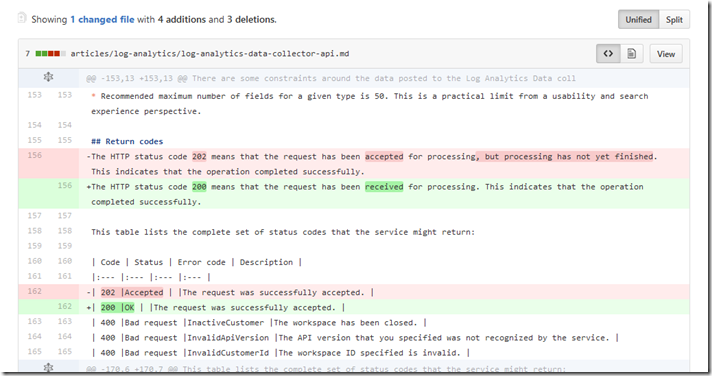 Showing 1 changed file with 4 additions and 3 deletions.
Unified Split
7 articles/log-analytics/log-analytics-data-collector-api.md <> View
@@ -153,13 +153,13 @@ There are some constraints around the data posted to the Log Analytics Data coll
153 153 * Recommended maximum number of fields for a given type is 50. This is a practical limit from a usability and search
experience perspective.
154 154
155 155 ## Return codes
156 -The HTTP status code 202 means that the request has been accepted for processing, but processing has not yet finished.
This indicates that the operation completed successfully.
156 +The HTTP status code 200 means that the request has been received for processing. This indicates that the operation
completed successfully.
157 157
158 158 This table lists the complete set of status codes that the service might return:
159 159
160 160 | Code | Status | Error code | Description |
161 161 |:--- |:--- |:--- |:--- |
162 -| 202 |Accepted | |The request was successfully accepted. |
162 +| 200 |OK | |The request was successfully accepted. |
163 163 | 400 |Bad request |InactiveCustomer |The workspace has been closed. |
164 164 | 400 |Bad request |InvalidApiVersion |The API version that you specified was not recognized by the service. |
165 165 | 400 |Bad request |InvalidCustomerId |The workspace ID specified is invalid. |
@@ -170,6 +170,7 @@ This table lists the complete set of status codes that the service might return: